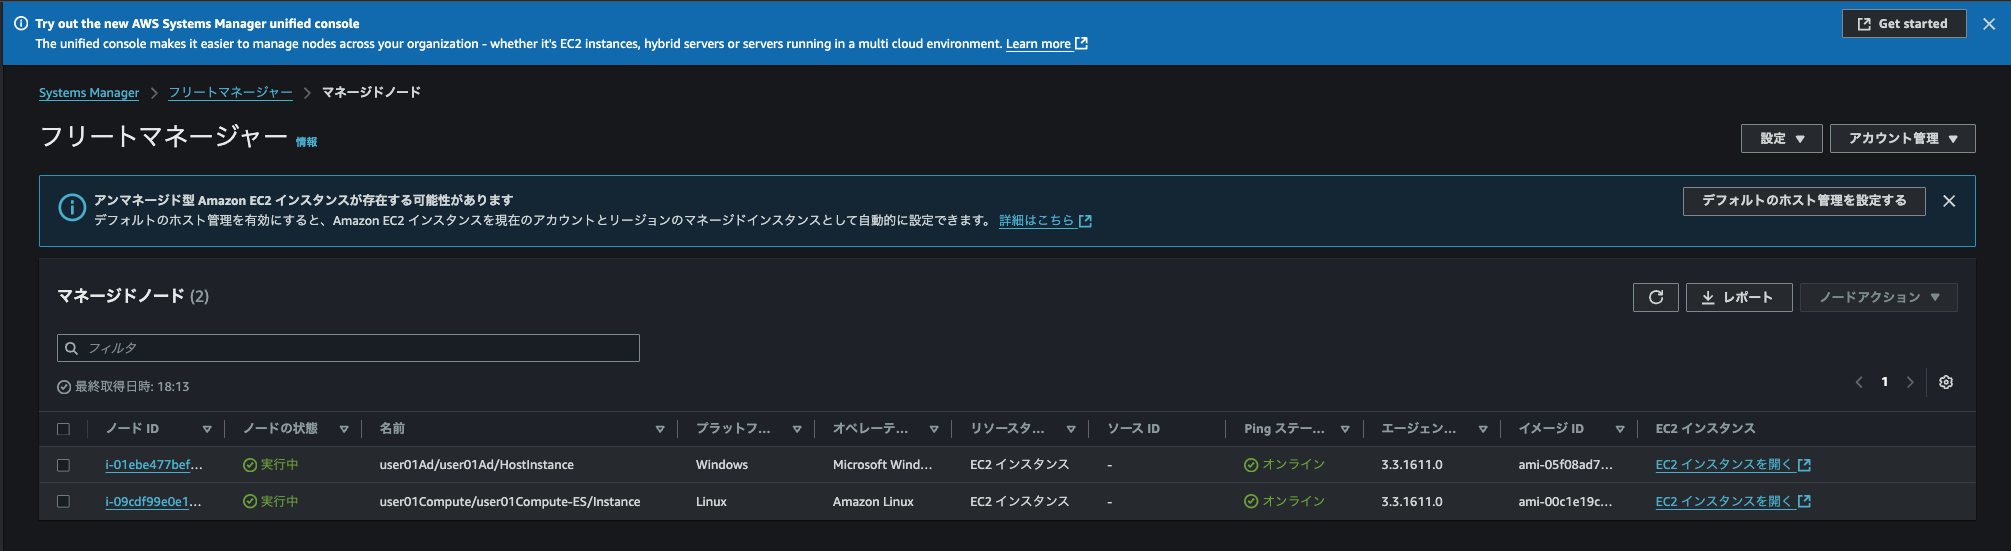 Try out the new AWS Systems Manager unified console
The unified console makes it easier to manage nodes across your organization - whether it's EC2 instances, hybrid servers or servers running in a multi cloud environment. Learn more
Get started
Systems Manager > フリートマネージャー > マネージドノード
フリートマネージャー 情報
設定 アカウント管理
アンマネージド型 Amazon EC2 インスタンスが存在する可能性があります
デフォルトのホスト管理を有効にすると、Amazon EC2 インスタンスを現在のアカウントとリージョンのマネージドインスタンスとして自動的に設定できます。 詳細はこちら
デフォルトのホスト管理を設定する
マネージドノード (2)
レポート ノードアクション
フィルタ
最終取得日時: 18:13
1
ノード ID ノードの状態 名前 プラットフ... オペレーテ... リソースタ... ソース ID Ping ステー... エージェン... イメージ ID EC2 インスタンス
i-01ebe477bef... 実行中 user01Ad/user01Ad/HostInstance Windows Microsoft Wind... EC2 インスタンス - オンライン 3.3.1611.0 ami-05f08ad7... EC2 インスタンスを開く
i-09cdf99e0e1... 実行中 user01Compute/user01Compute-ES/Instance Linux Amazon Linux EC2 インスタンス - オンライン 3.3.1611.0 ami-00c1e19c... EC2 インスタンスを開く